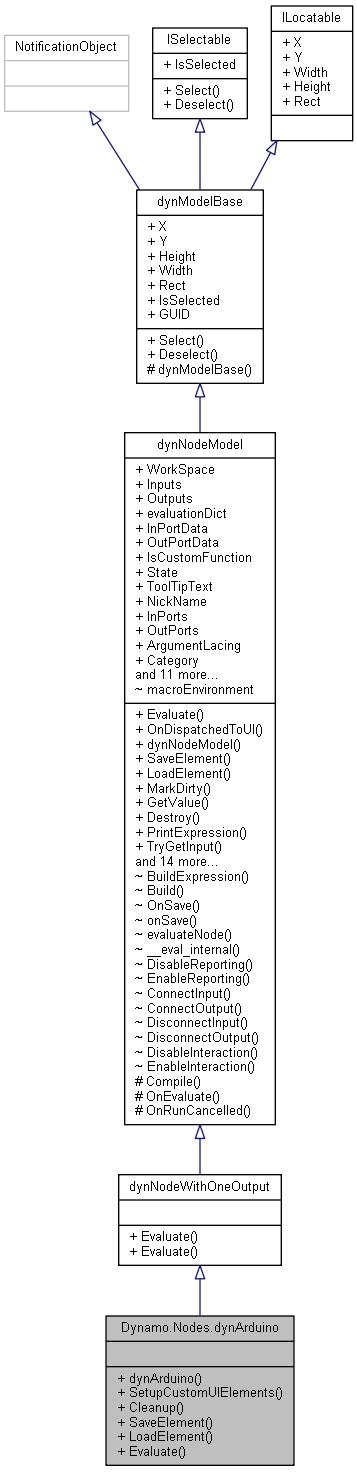 NotificationObject
ISelectable
+ IsSelected
+ Select()
+ Deselect()
ILocatable
+ X
+ Y
+ Width
+ Height
+ Rect
dynModelBase
+ X
+ Y
+ Height
+ Width
+ Rect
+ IsSelected
+ GUID
+ Select()
+ Deselect()
# dynModelBase()
dynNodeModel
+ WorkSpace
+ Inputs
+ Outputs
+ evaluationDict
+ InPortData
+ OutPortData
+ IsCustomFunction
+ State
+ ToolTipText
+ NickName
+ InPorts
+ OutPorts
+ ArgumentLacing
+ Category
and 11 more...
~ macroEnvironment
+ Evaluate()
+ OnDispatchedToUI()
+ dynNodeModel()
+ SaveElement()
+ LoadElement()
+ MarkDirty()
+ GetValue()
+ Destroy()
+ PrintExpression()
+ TryGetInput()
and 14 more...
~ BuildExpression()
~ Build()
~ OnSave()
~ onSave()
~ evaluateNode()
~ __eval_internal()
~ DisableReporting()
~ EnableReporting()
~ ConnectInput()
~ ConnectOutput()
~ DisconnectInput()
~ DisconnectOutput()
~ DisableInteraction()
~ EnableInteraction()
# Compile()
# OnEvaluate()
# OnRunCancelled()
dynNodeWithOneOutput
+ Evaluate()
+ Evaluate()
Dynamo.Nodes.dynArduino
+ dynArduino()
+ SetupCustomUIElements()
+ Cleanup()
+ SaveElement()
+ LoadElement()
+ Evaluate()